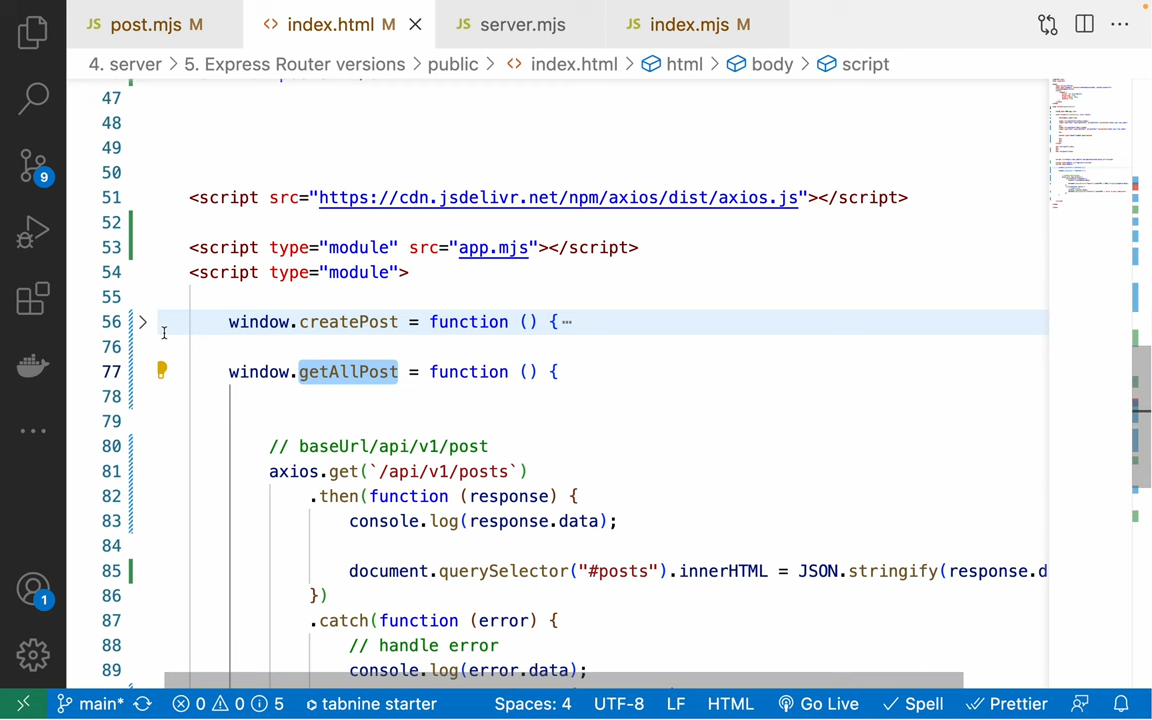 JS post.mjs M
<> index.html M
JS server.mjs
JS index.mjs M
4. server > 5. Express Router versions > public > <> index.html > html > body > script
47
48
49
50
51 <script src="https://cdn.jsdelivr.net/npm/axios/dist/axios.js"></script>
52
53 <script type="module" src="app.mjs"></script>
54 <script type="module">
55
56 window.createPost = function () {⋯
76
77 window.getAllPost = function () {
78
79
80 // baseUrl/api/v1/post
81 axios.get(`/api/v1/posts`)
82 .then(function (response) {
83 console.log(response.data);
84
85 document.querySelector("#posts").innerHTML = JSON.stringify(response.d
86 })
87 .catch(function (error) {
88 // handle error
89 console.log(error.data);
9
1
main* 0 0 5 tabnine starter Spaces: 4 UTF-8 LF HTML Go Live Spell Prettier